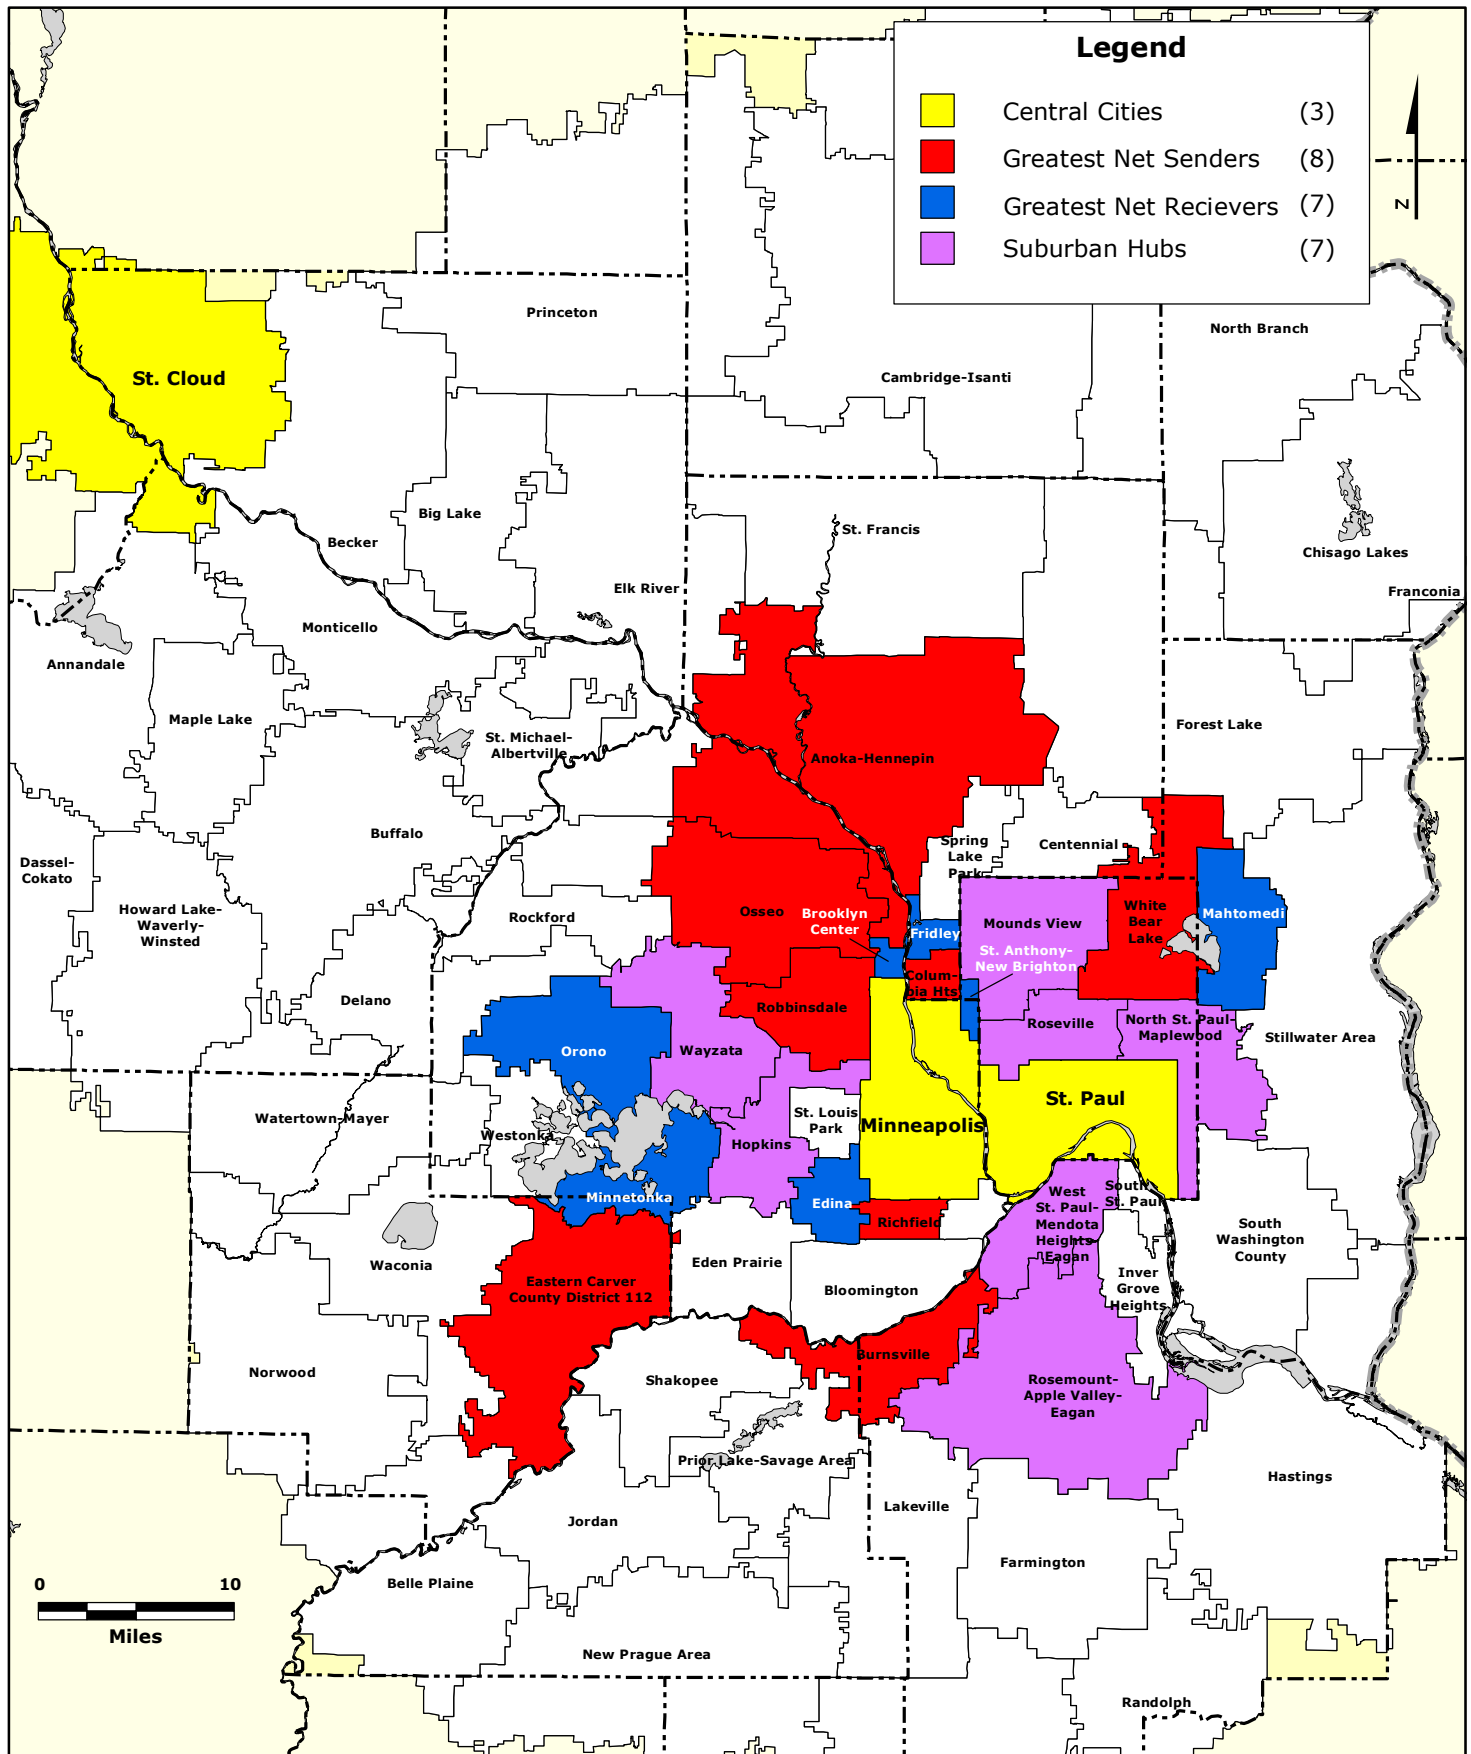 Legend
Central Cities (3)
Greatest Net Senders (8)
Greatest Net Recievers (7)
Suburban Hubs (7)
N
Princeton
North Branch
St. Cloud
Cambridge-Isanti
Big Lake
St. Francis
Becker
Chisago Lakes
Elk River
Franconia
Monticello
Annandale
Maple Lake
Forest Lake
St. Michael-
Albertville
Anoka-Hennepin
Buffalo
Spring
Lake
Park
Centennial
Dassel-
Cokato
Howard Lake-
Waverly-
Winsted
Rockford
Osseo
Brooklyn
Center
Fridley
Mounds View
White
Bear
Lake
Mahtomedi
St. Anthony-
New Brighton
Colum-
bia Hts
Delano
Robbinsdale
Roseville
North St. Paul-
Maplewood
Stillwater Area
Orono
Wayzata
St. Paul
Watertown-Mayer
Westonka
St. Louis
Park
Minneapolis
Hopkins
Minnetonka
Edina
West
St. Paul-
Mendota
Heights-
Eagan
South
St. Paul
Richfield
South
Washington
County
Waconia
Eden Prairie
Eastern Carver
County District 112
Bloomington
Inver
Grove
Heights
Norwood
Shakopee
Burnsville
Rosemount-
Apple Valley-
Eagan
Prior Lake-Savage Area
Hastings
Lakeville
Jordan
Farmington
Belle Plaine
0 10
Miles
New Prague Area
Randolph